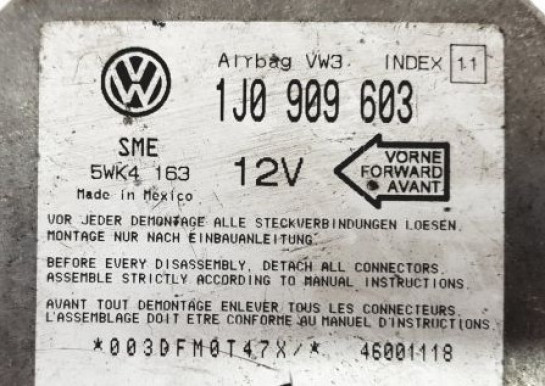 Airbag VW3 INDEX 11
1J0 909 603
SME
5WK4 163
Made in Mexico
12V
VORNE
FORWARD
AVANT
VOR JEDER DEMONTAGE ALLE STECKVERBINDUNGEN LOESEN.
MONTAGE NUR NACH EINBAUANLEITUNG
BEFORE EVERY DISASSEMBLY, DETACH ALL CONNECTORS.
ASSEMBLE STRICTLY ACCORDING TO MANUAL INSTRUCTIONS.
AVANT TOUT DEMONTAGE ENLEVER TOUS LES CONNECTEURS.
L'ASSEMBLAGE DOIT ETRE CONFORME AU MANUEL D'INSTRUCTIONS.
*003DFM0T47X/* 46001118